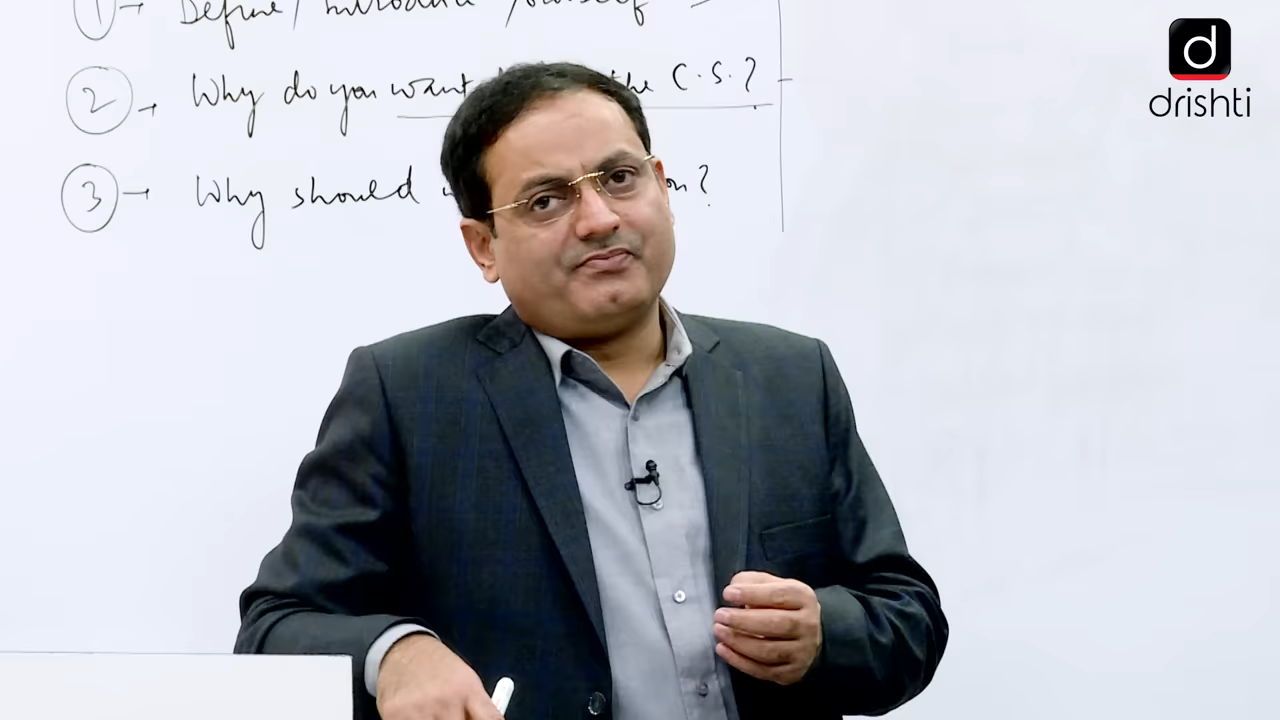 ① → Define / Introduce Yourself
② → Why do you want the C.S.?
③ → Why should ?
d
drishti